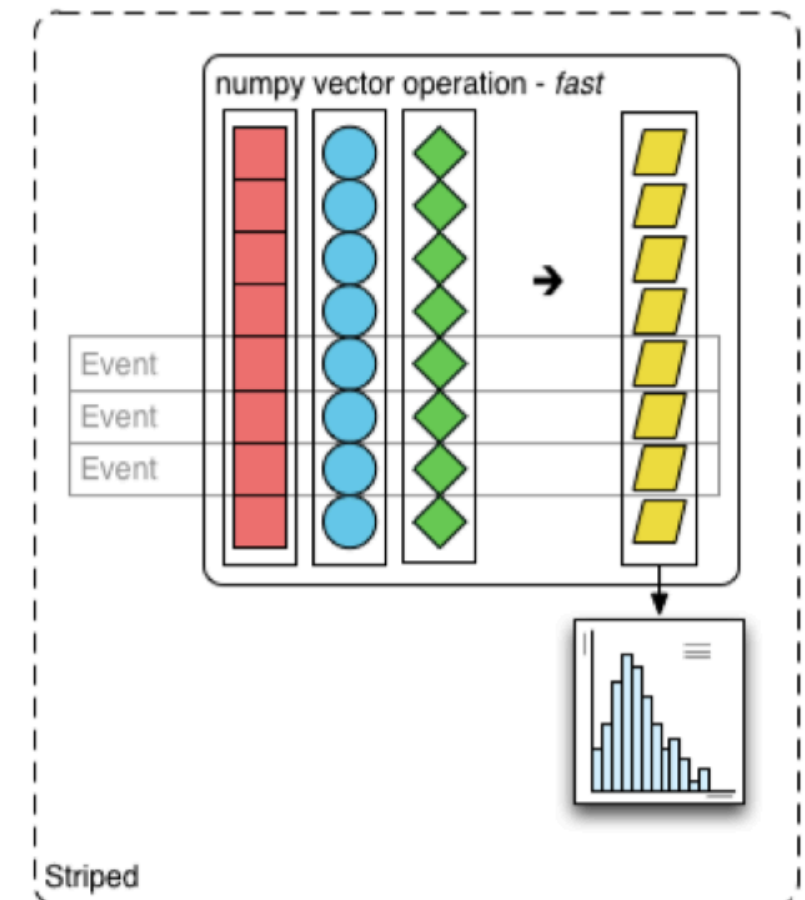 numpy vector operation - fast
Event
Event
Event
Striped